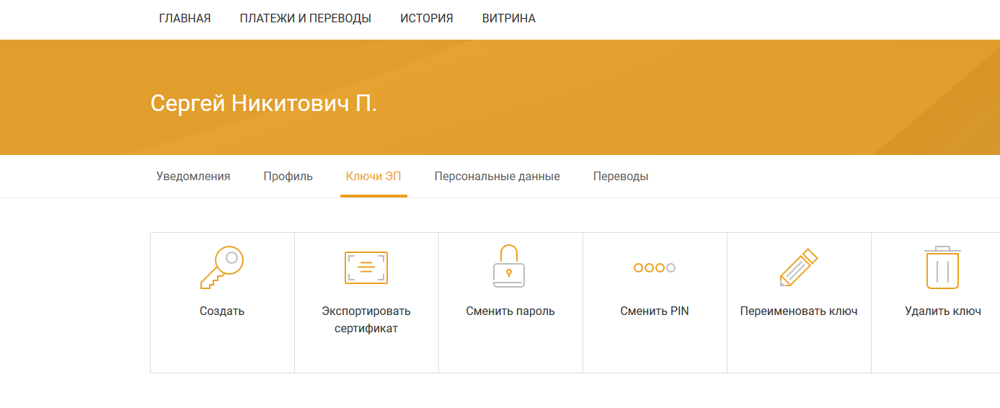 ГЛАВНАЯ ПЛАТЕЖИ И ПЕРЕВОДЫ ИСТОРИЯ ВИТРИНА
Сергей Никитович П.
Уведомления Профиль Ключи ЭП Персональные данные Переводы
Создать
Экспортировать
сертификат
Сменить пароль
Сменить PIN
Переименовать ключ
Удалить ключ